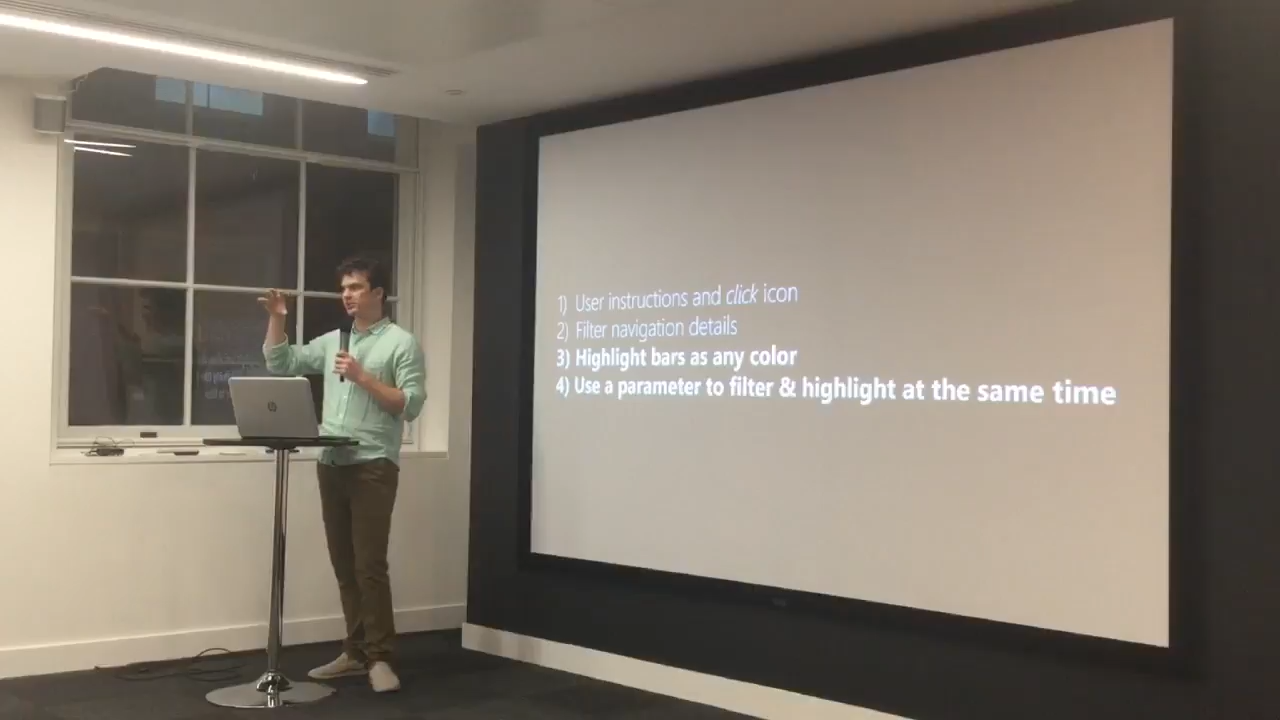 1) User instructions and click icon
2) Filter navigation details
3) Highlight bars as any color
4) Use a parameter to filter & highlight at the same time
hp